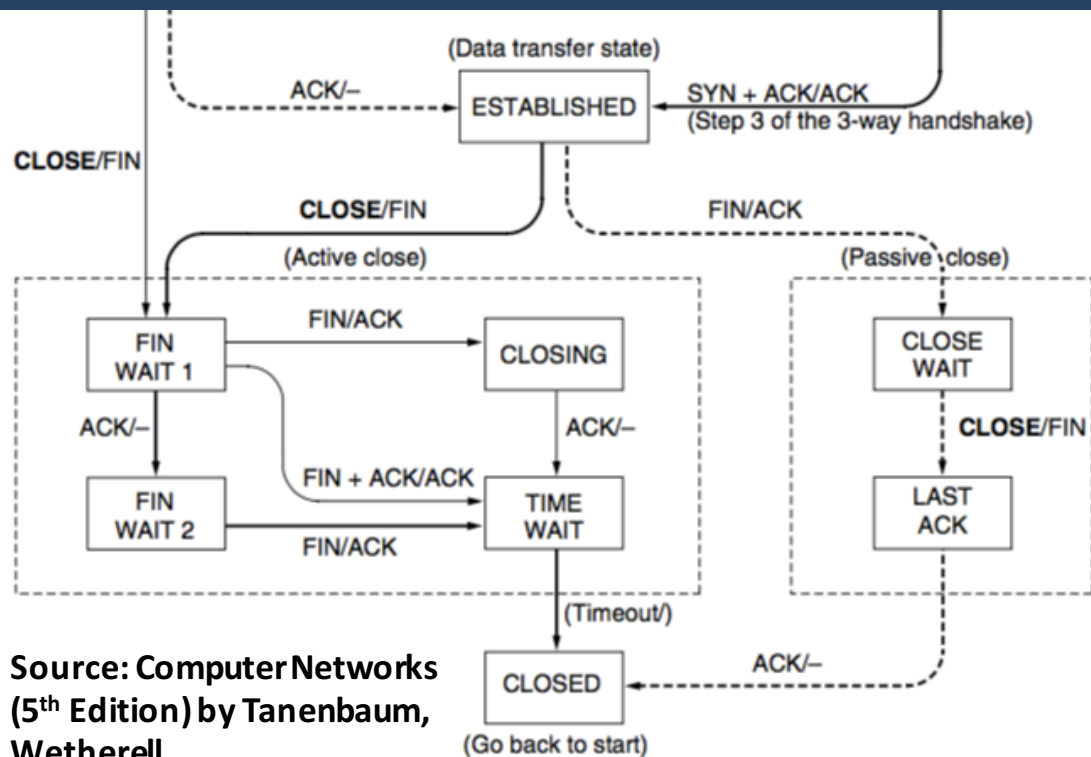 (Data transfer state)
ACK/–
ESTABLISHED
SYN + ACK/ACK
(Step 3 of the 3-way handshake)
CLOSE/FIN
CLOSE/FIN
FIN/ACK
(Active close)
(Passive close)
FIN
WAIT 1
FIN/ACK
CLOSING
CLOSE
WAIT
ACK/–
ACK/–
CLOSE/FIN
FIN + ACK/ACK
FIN
WAIT 2
FIN/ACK
TIME
WAIT
LAST
ACK
(Timeout/)
Source: Computer Networks
(5th Edition) by Tanenbaum,
Wetherell
CLOSED
ACK/–
(Go back to start)